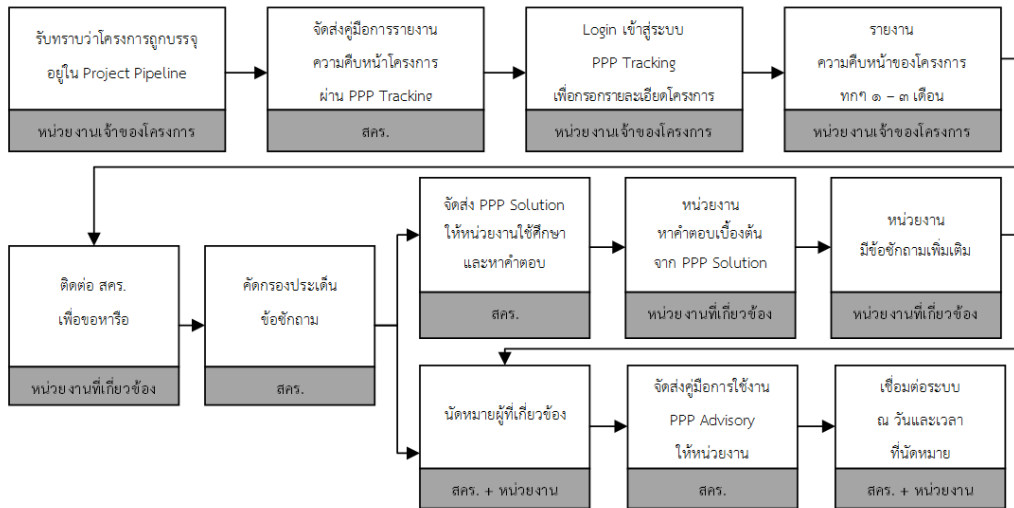 รับทราบว่าโครงการถูกบรรจุ
อยู่ใน Project Pipeline
หน่วยงานเจ้าของโครงการ
จัดส่งคู่มือการรายงาน
ความคืบหน้าโครงการ
ผ่าน PPP Tracking
สคร.
Login เข้าสู่ระบบ
PPP Tracking
เพื่อกรอกรายละเอียดโครงการ
หน่วยงานเจ้าของโครงการ
รายงาน
ความคืบหน้าของโครงการ
ทุกๆ ๑ – ๓ เดือน
หน่วยงานเจ้าของโครงการ
ติดต่อ สคร.
เพื่อขอหารือ
หน่วยงานที่เกี่ยวข้อง
คัดกรองประเด็น
ข้อซักถาม
สคร.
จัดส่ง PPP Solution
ให้หน่วยงานใช้ศึกษา
และหาคำตอบ
สคร.
หน่วยงาน
หาคำตอบเบื้องต้น
จาก PPP Solution
หน่วยงานที่เกี่ยวข้อง
หน่วยงาน
มีข้อซักถามเพิ่มเติม
หน่วยงานที่เกี่ยวข้อง
นัดหมายผู้ที่เกี่ยวข้อง
สคร. + หน่วยงาน
จัดส่งคู่มือการใช้งาน
PPP Advisory
ให้หน่วยงาน
สคร.
เชื่อมต่อระบบ
ณ วันและเวลา
ที่นัดหมาย
สคร. + หน่วยงาน